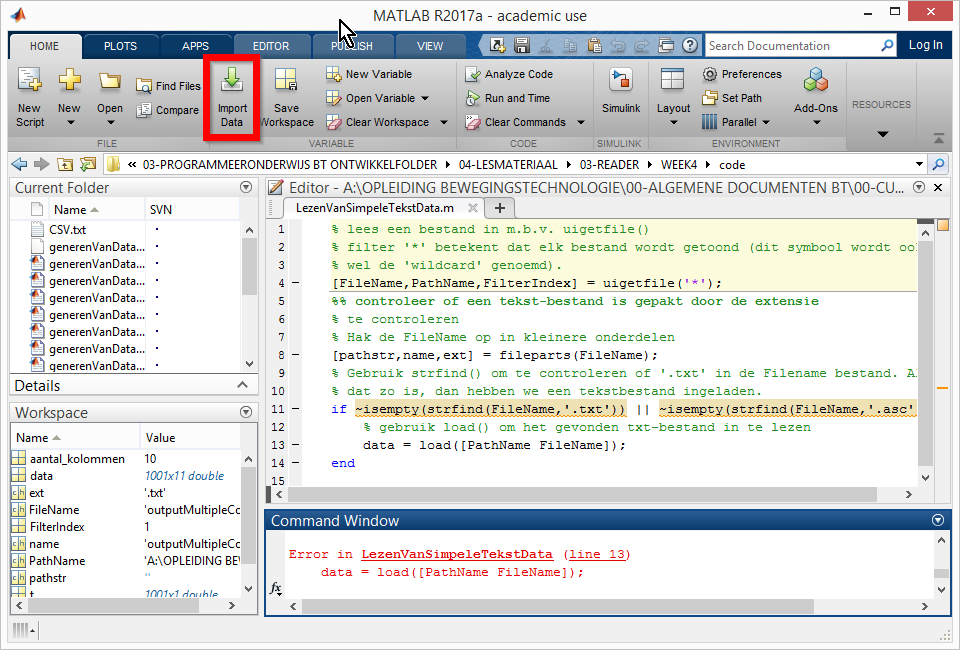 MATLAB R2017a - academic use
HOME PLOTS APPS EDITOR PUBLISH VIEW
Search Documentation
Log In
New Script
New
Open
Find Files
Compare
Import Data
Save Workspace
New Variable
Open Variable
Clear Workspace
Analyze Code
Run and Time
Clear Commands
Simulink
Layout
Preferences
Set Path
Parallel
Add-Ons
RESOURCES
FILE VARIABLE CODE SIMULINK ENVIRONMENT
« 03-PROGRAMMEERONDERWIJS BT ONTWIKKELFOLDER 04-LESMATERIAAL 03-READER WEEK4 code
Current Folder
Name SVN
CSV.txt
generenVanData...
generenVanData...
generenVanData...
generenVanData...
generenVanData...
generenVanData...
generenVanData...
generenVanData...
Details
Workspace
Name Value
aantal_kolommen 10
data 1001x11 double
ext '.txt'
FileName 'outputMultipleCo
FilterIndex 1
name 'outputMultipleCo
PathName 'A:\OPLEIDING BEW
pathstr ''
t 1001x1 double
Editor - A:\OPLEIDING BEWEGINGSTECHNOLOGIE\00-ALGEMENE DOCUMENTEN BT\00-CU...
LezenVanSimpeleTekstData.m
1 % lees een bestand in m.b.v. uigetfile()
2 % filter '*' betekent dat elk bestand wordt getoond (dit symbool wordt ool
3 % wel de 'wildcard' genoemd).
4 – [FileName,PathName,FilterIndex] = uigetfile('*');
5 %% controleer of een tekst-bestand is gepakt door de extensie
6 % te controleren
7 % Hak de FileName op in kleinere onderdelen
8 – [pathstr,name,ext] = fileparts(FileName);
9 % Gebruik strfind() om te controleren of '.txt' in de Filename bestand. A
10 % dat zo is, dan hebben we een tekstbestand ingeladen.
11 – if ~isempty(strfind(FileName,'.txt')) || ~isempty(strfind(FileName,'.asc'
12 % gebruik load() om het gevonden txt-bestand in te lezen
13 – data = load([PathName FileName]);
14 – end
15
Command Window
Error in LezenVanSimpeleTekstData (line 13)
data = load([PathName FileName]);
fx